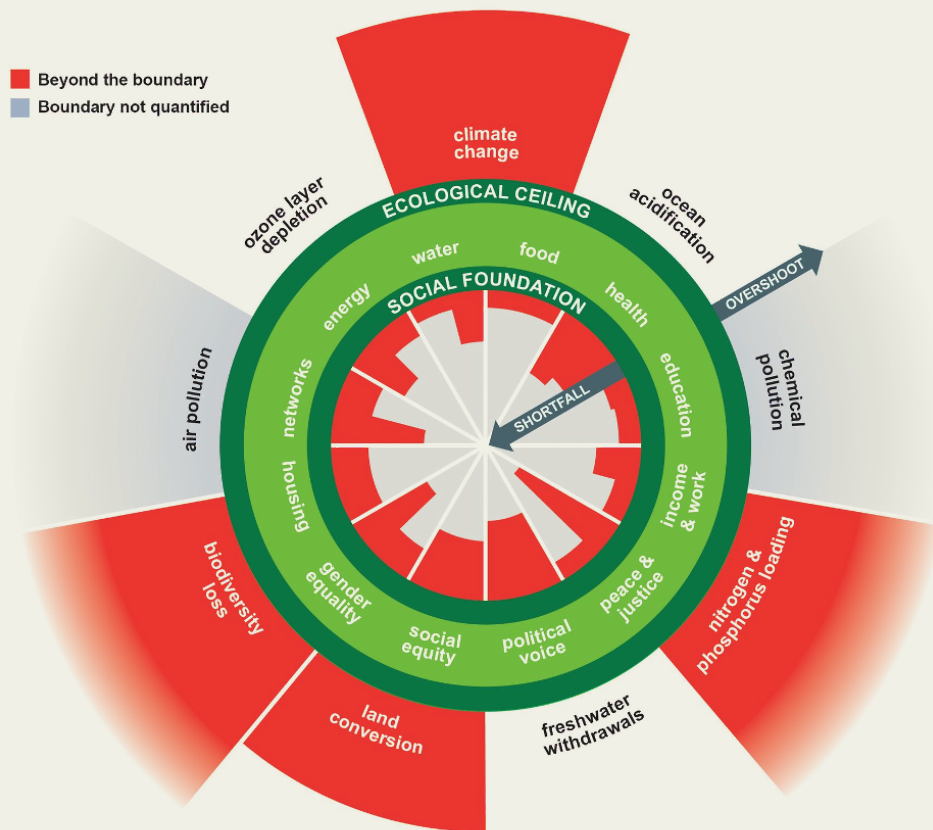 Beyond the boundary
Boundary not quantified
climate
change
ozone layer
depletion
ocean
acidification
ECOLOGICAL CEILING
water
food
energy
health
SOCIAL FOUNDATION
OVERSHOOT
air pollution
networks
education
chemical
pollution
SHORTFALL
housing
income
& work
biodiversity
loss
gender
equality
peace &
justice
nitrogen &
phosphorus loading
social
equity
political
voice
land
conversion
freshwater
withdrawals